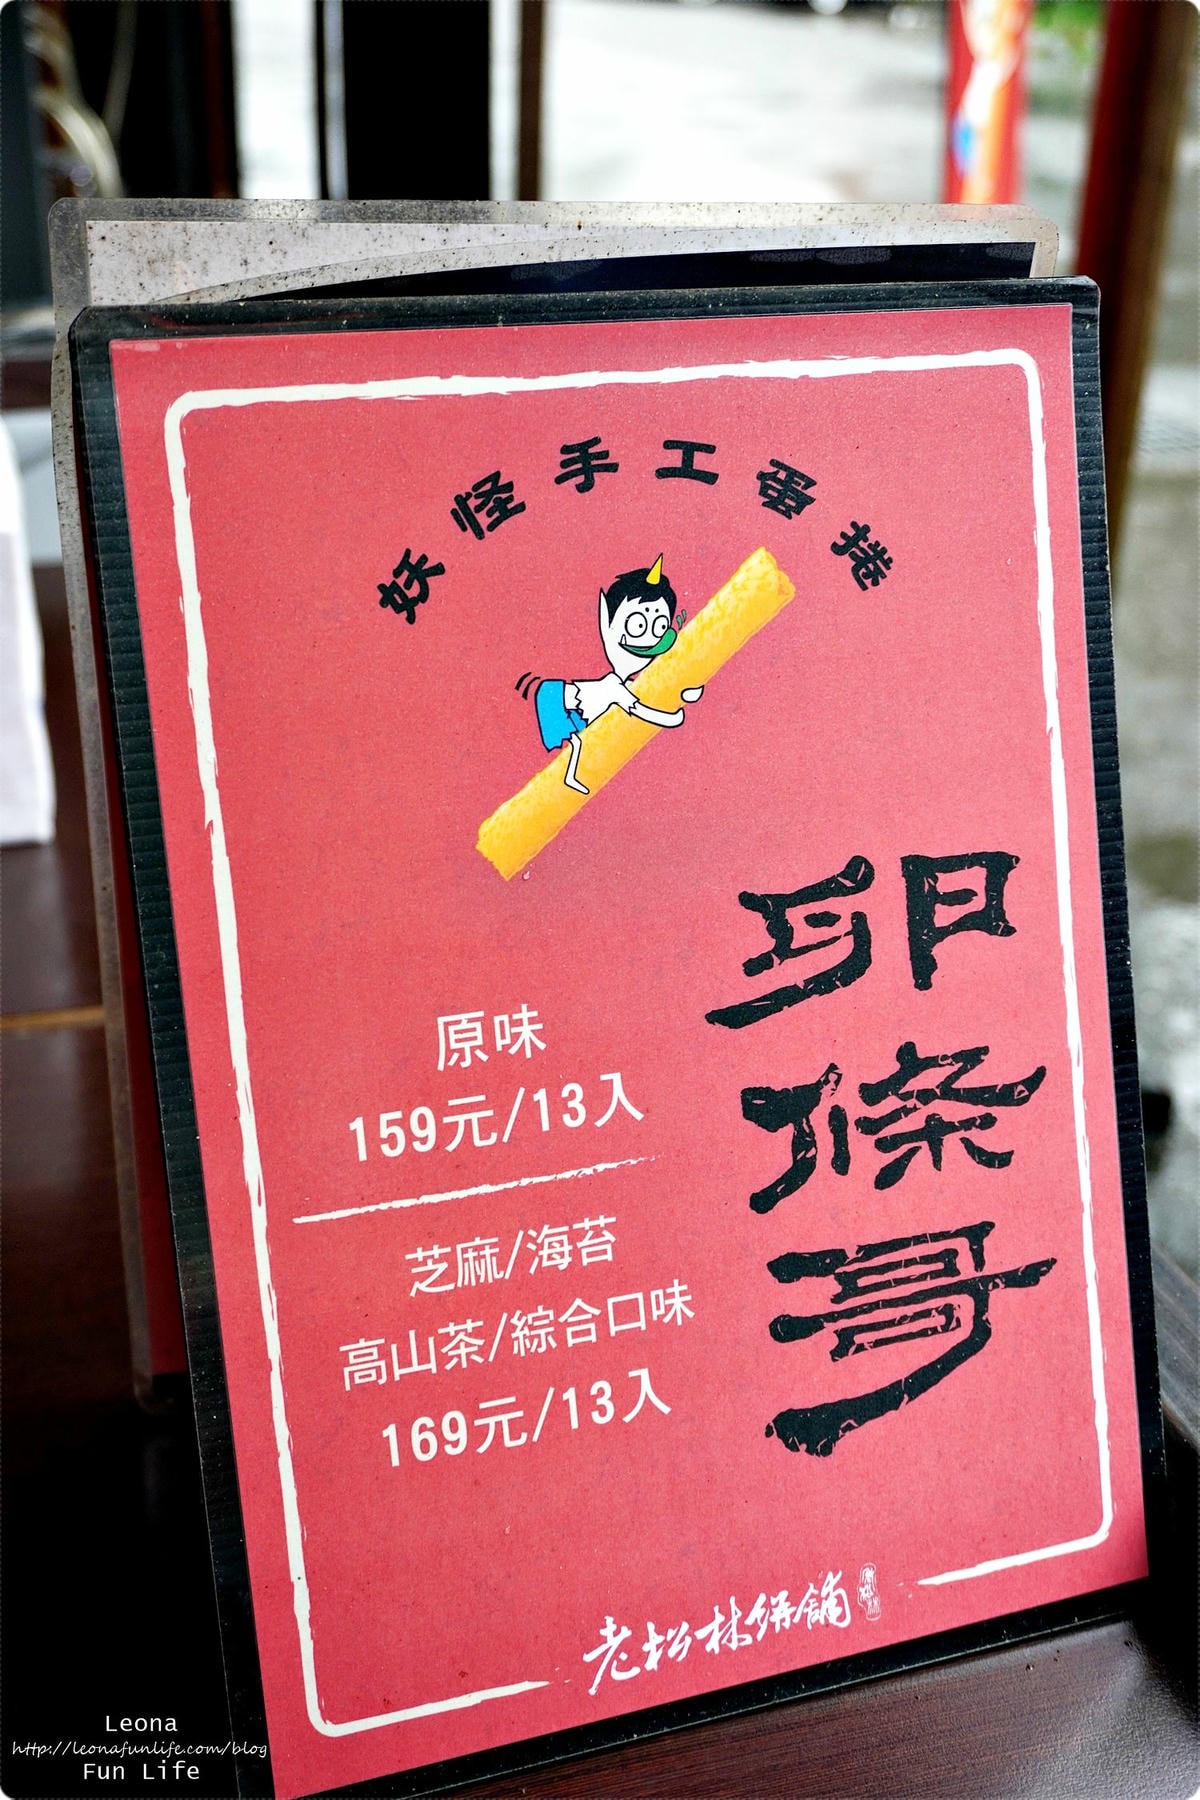 妖怪手工蛋捲
卵條哥
原味
159元/13入
芝麻/海苔
高山茶/綜合口味
169元/13入
老松林餅舖
Leona
http://leonafunlife.com/blog
Fun Life